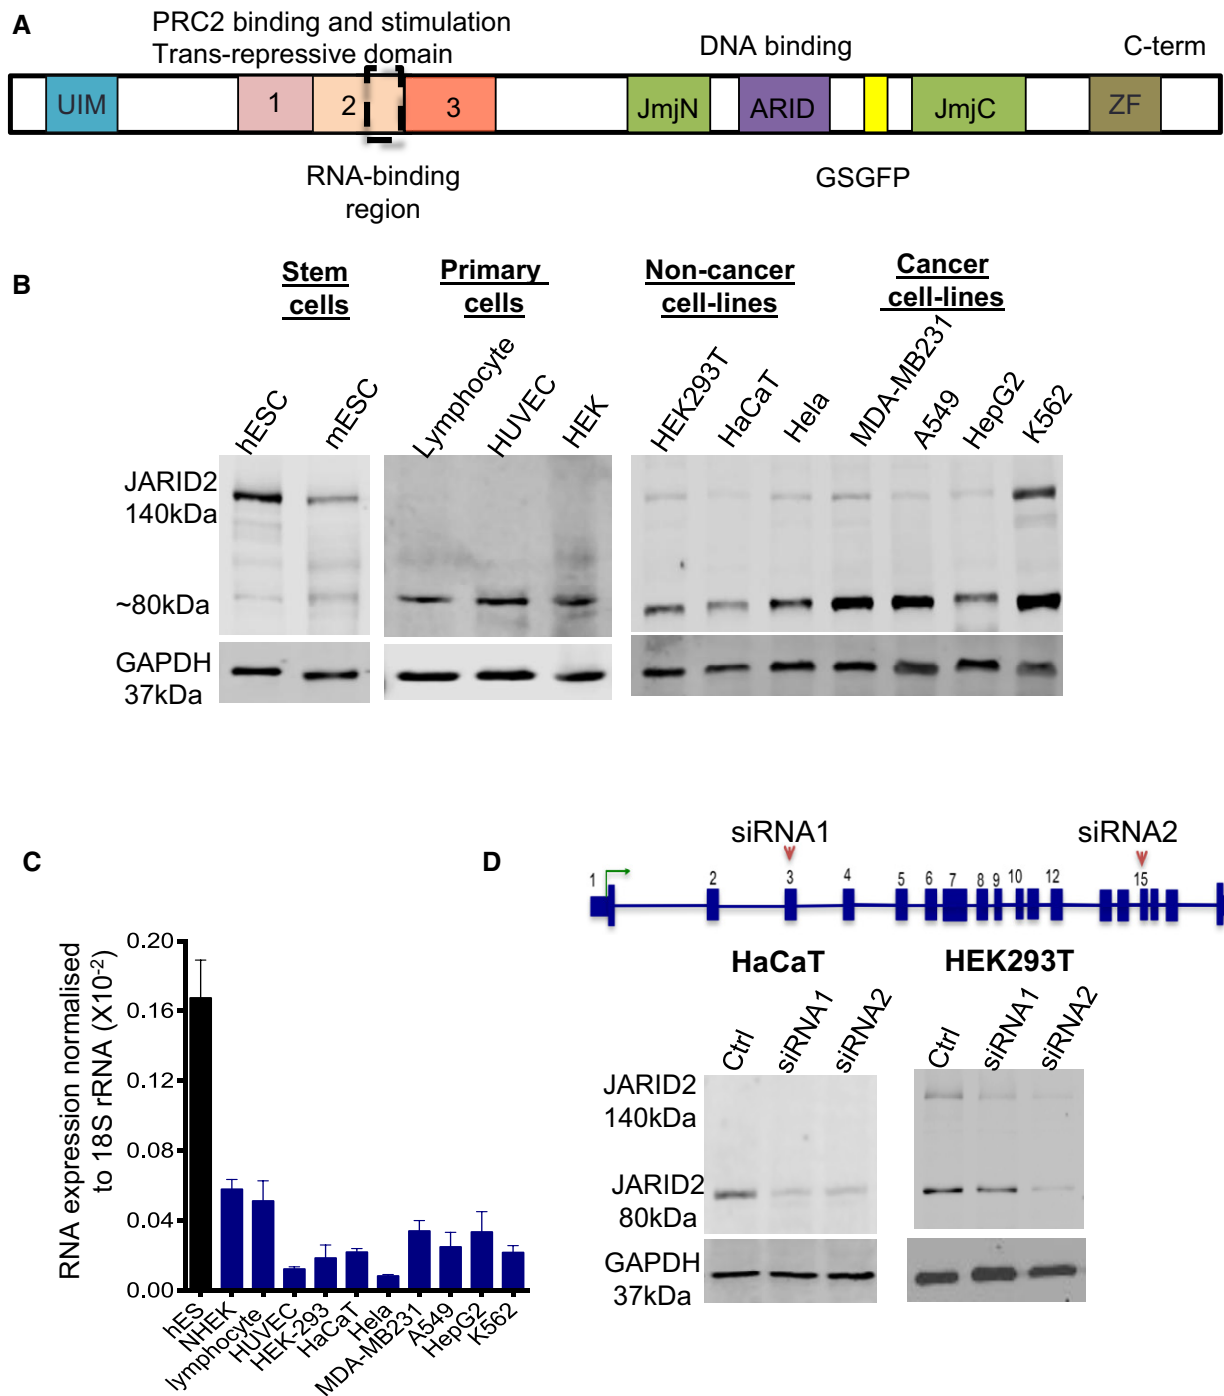 A
PRC2 binding and stimulation
Trans-repressive domain
DNA binding
C-term
UIM
1
2
3
JmjN
ARID
JmjC
ZF
RNA-binding
region
GSGFP
B
Stem
cells
Primary
cells
Non-cancer
cell-lines
Cancer
cell-lines
hESC
mESC
Lymphocyte
HUVEC
HEK
HEK293T
HaCaT
Hela
MDA-MB231
A549
HepG2
K562
JARID2
140kDa
~80kDa
GAPDH
37kDa
C
RNA expression normalised
to 18S rRNA (X10-2)
0.20
0.16
0.12
0.08
0.04
0.00
hES
NHEK
lymphocyte
HUVEC
HEK-293
HaCaT
Hela
MDA-MB231
A549
HepG2
K562
D
siRNA1
siRNA2
1
2
3
4
5
6
7
8
9
10
12
15
HaCaT
HEK293T
Ctrl
siRNA1
siRNA2
Ctrl
siRNA1
siRNA2
JARID2
140kDa
JARID2
80kDa
GAPDH
37kDa